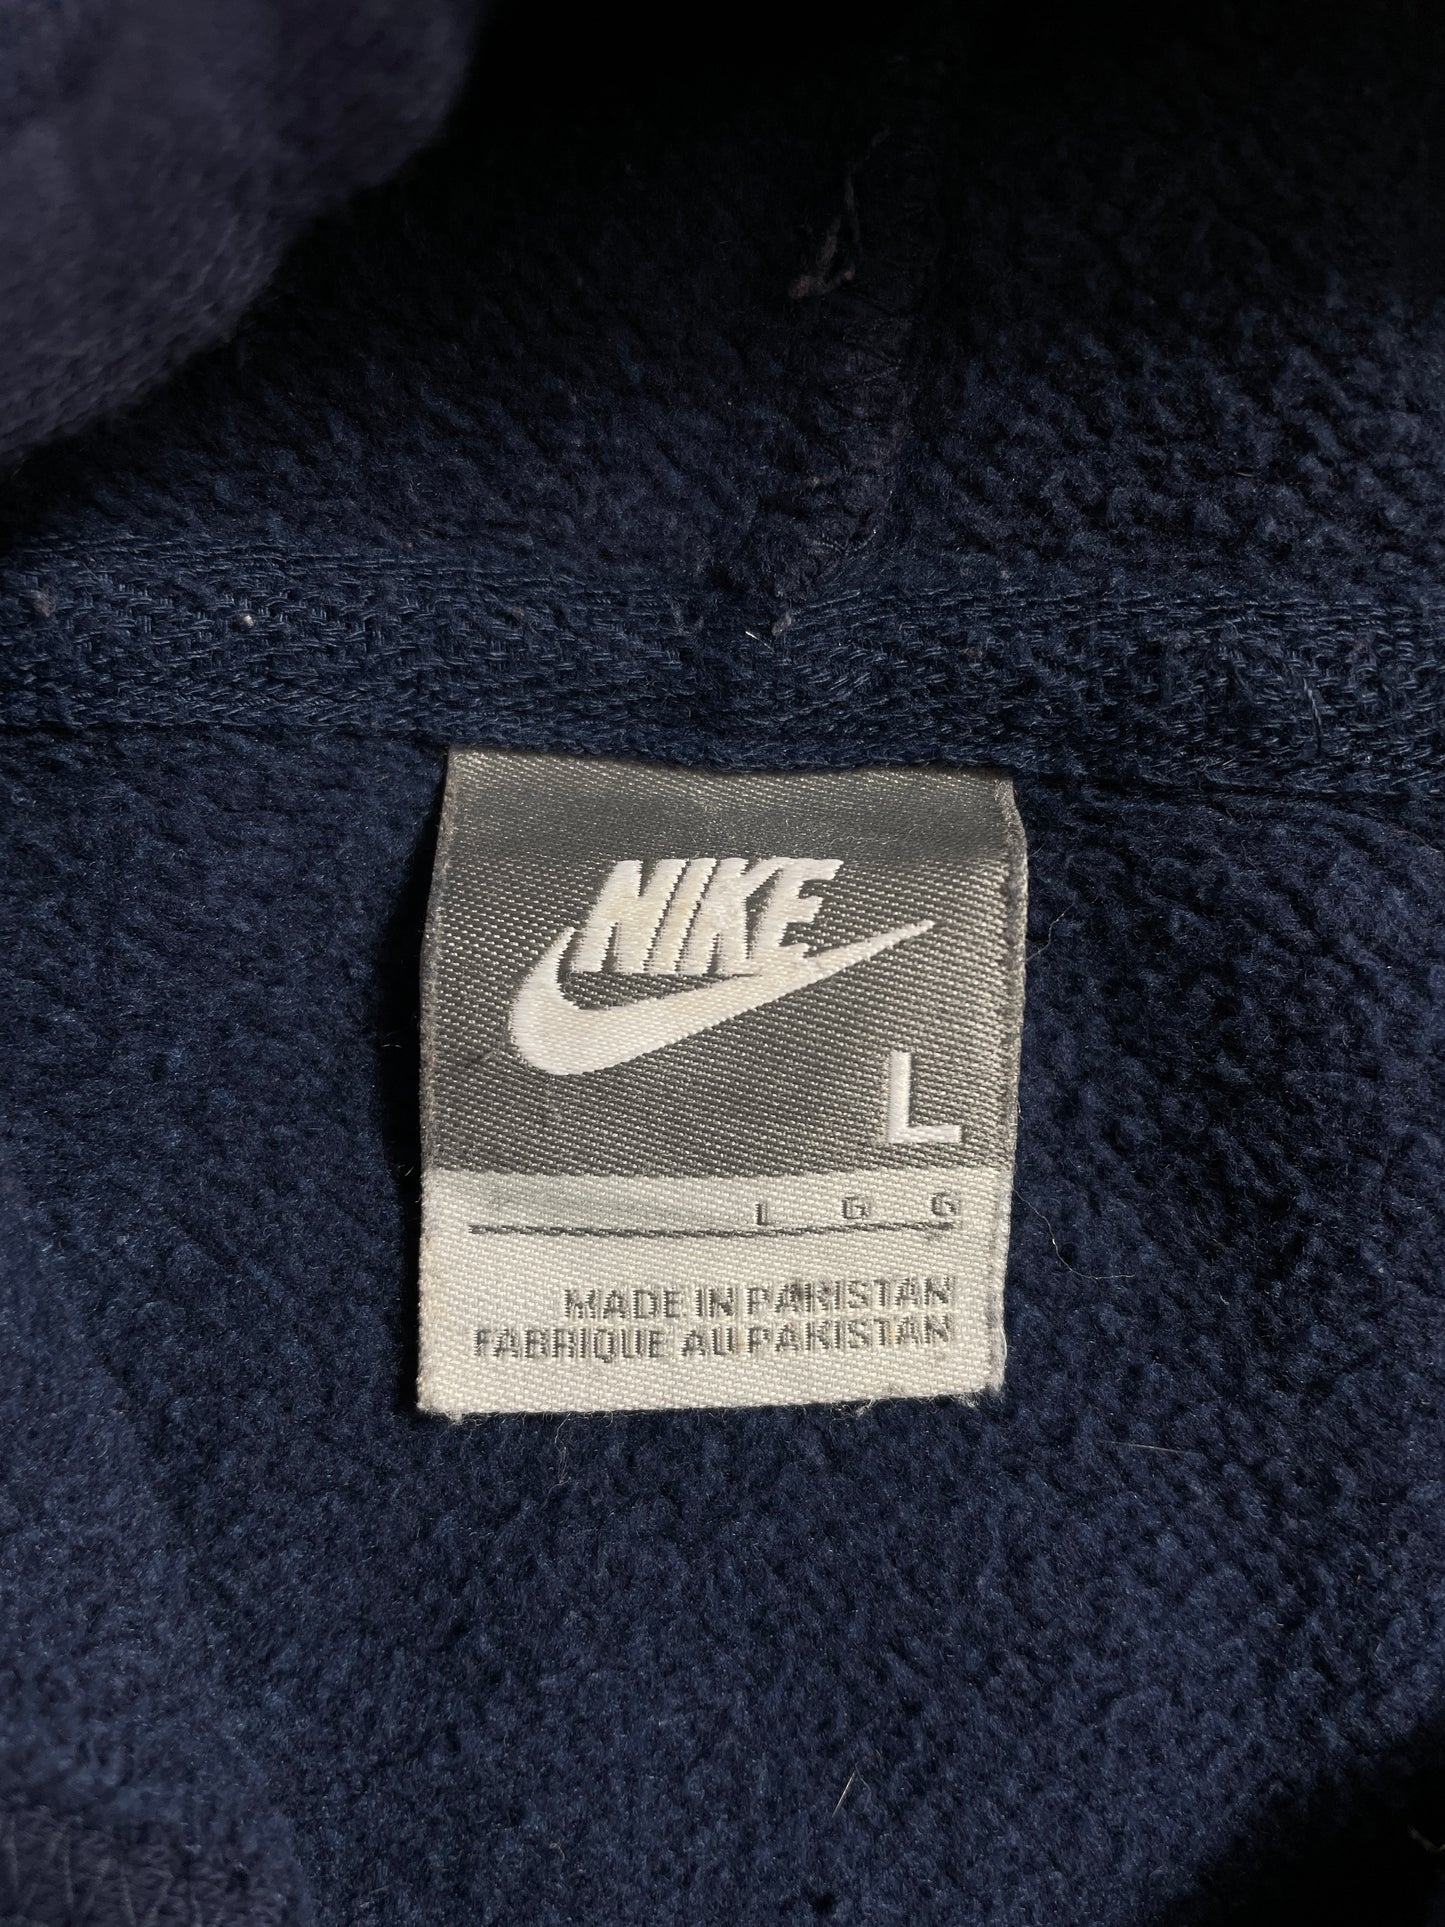 NIKE
L
L G G
MADE IN PAKISTAN
FABRIQUE AU PAKISTAN